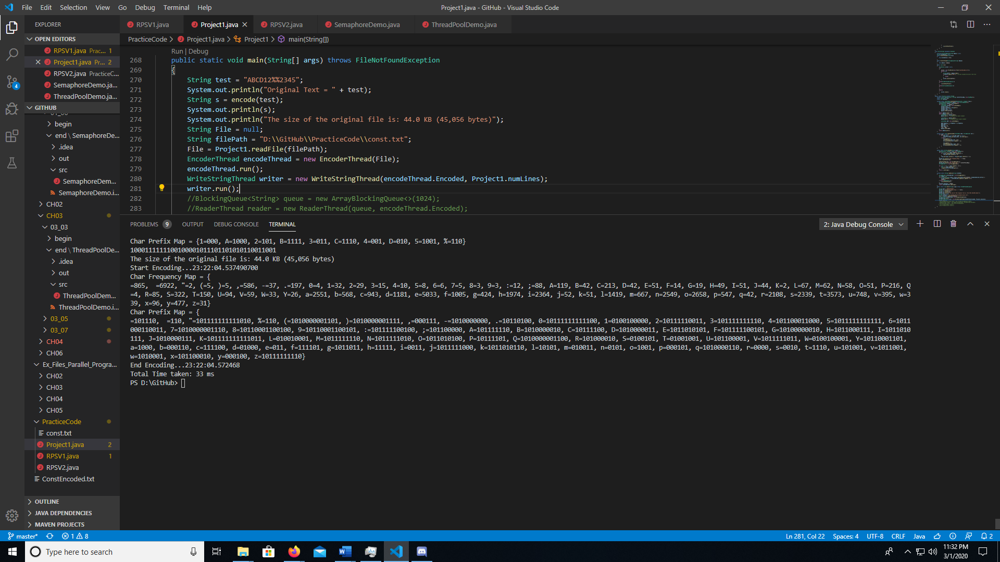 File Edit Selection View Go Debug Terminal Help
Project1.java - GitHub - Visual Studio Code
EXPLORER
OPEN EDITORS
RPSV1.java Prac... 1
Project1.java Pr... 2
RPSV2.java PracticeC...
SemaphoreDemo.ja...
ThreadPoolDemo.ja...
GITHUB
begin
end \ SemaphoreDe...
.idea
out
src
SemaphoreDem...
SemaphoreDemo.i...
CH02
CH03
03_03
begin
end \ ThreadPoolDe...
.idea
out
src
ThreadPoolDem...
ThreadPoolDemo.i...
03_05
03_07
CH04
CH06
Ex_Files_Parallel_Progra...
CH02
CH03
CH04
CH05
PracticeCode
const.txt
Project1.java 2
RPSV1.java 1
RPSV2.java
ConstEncoded.txt
OUTLINE
JAVA DEPENDENCIES
MAVEN PROJECTS
RPSV1.java Project1.java RPSV2.java SemaphoreDemo.java ThreadPoolDemo.java
PracticeCode > Project1.java > Project1 > main(String[])
Run | Debug
268 public static void main(String[] args) throws FileNotFoundException
269 {
270 String test = "ABCD12%%2345";
271 System.out.println("Original Text = " + test);
272 String s = encode(test);
273 System.out.println(s);
274 System.out.println("The size of the original file is: 44.0 KB (45,056 bytes)");
275 String File = null;
276 String filePath = "D:\\GitHub\\PracticeCode\\const.txt";
277 File = Project1.readFile(filePath);
278 EncoderThread encodeThread = new EncoderThread(File);
279 encodeThread.run();
280 WriteStringThread writer = new WriteStringThread(encodeThread.Encoded, Project1.numLines);
281 writer.run();
282 //BlockingQueue<String> queue = new ArrayBlockingQueue<>(1024);
283 //ReaderThread reader = new ReaderThread(queue, encodeThread.Encoded);
PROBLEMS 9 OUTPUT DEBUG CONSOLE TERMINAL
2: Java Debug Console
Char Prefix Map = {1=000, A=1000, 2=101, B=1111, 3=011, C=1110, 4=001, D=010, 5=1001, %=110}
1000111111100100001011101101010110011001
The size of the original file is: 44.0 KB (45,056 bytes)
Start Encoding...23:22:04.537490700
Char Frequency Map = {
=865,  =6922, "=2, (=5, )=5, ,=586, -=37, .=197, 0=4, 1=32, 2=29, 3=15, 4=10, 5=8, 6=6, 7=5, 8=3, 9=3, :=12, ;=88, A=119, B=42, C=213, D=42, E=51, F=14, G=19, H=49, I=51, J=44, K=2, L=67, M=62, N=58, O=51, P=216, Q
=4, R=85, S=322, T=150, U=94, V=59, W=33, Y=26, a=2551, b=568, c=943, d=1181, e=5033, f=1005, g=424, h=1974, i=2364, j=52, k=51, l=1419, m=667, n=2549, o=2658, p=547, q=42, r=2108, s=2339, t=3573, u=748, v=395, w=3
39, x=96, y=477, z=31}
Char Prefix Map = {
=101110,  =110, "=101111111111010, %=110, (=1010000001101, )=1010000001111, ,=000111, -=1010000000, .=10110100, 0=10111111111100, 1=0100100000, 2=10111110011, 3=101111111110, 4=101100011000, 5=1011111111111, 6=1011
000110011, 7=1010000001110, 8=10110001100100, 9=10110001100101, :=101111100100, ;=101100000, A=101111110, B=1010000010, C=10111100, D=1010000011, E=1011010101, F=101111100101, G=10100000010, H=1011000111, I=1011010
111, J=1010000111, K=101111111111011, L=010010001, M=1011111110, N=1011111010, O=1011010100, P=10111101, Q=1010000001100, R=101000010, S=0100101, T=01001001, U=101100001, V=1011111011, W=0100100001, Y=10110001101,
a=1000, b=000110, c=111100, d=01000, e=011, f=111101, g=1011011, h=11111, i=0011, j=1011111000, k=1011010110, l=10101, m=010011, n=0101, o=1001, p=000101, q=1010000110, r=0000, s=0010, t=1110, u=101001, v=1011001,
w=1010001, x=101100010, y=000100, z=10111111110}
End Encoding...23:22:04.572468
Total Time taken: 33 ms
PS D:\GitHub>
master* 1 8
Ln 281, Col 22 Spaces: 4 UTF-8 CRLF Java 2
Type here to search
11:32 PM
3/1/2020